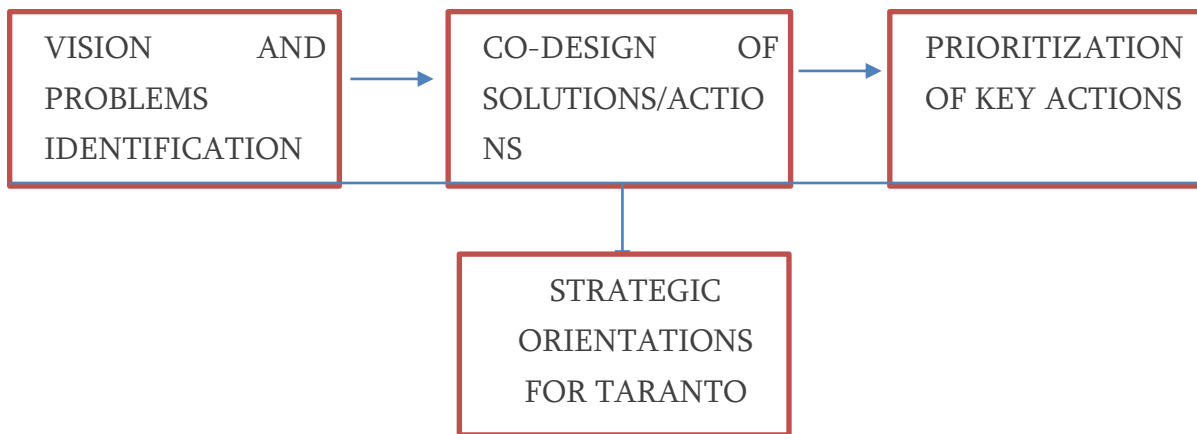 VISION AND
PROBLEMS
IDENTIFICATION
CO-DESIGN OF
SOLUTIONS/ACTIO
NS
PRIORITIZATION
OF KEY ACTIONS
STRATEGIC
ORIENTATIONS
FOR TARANTO